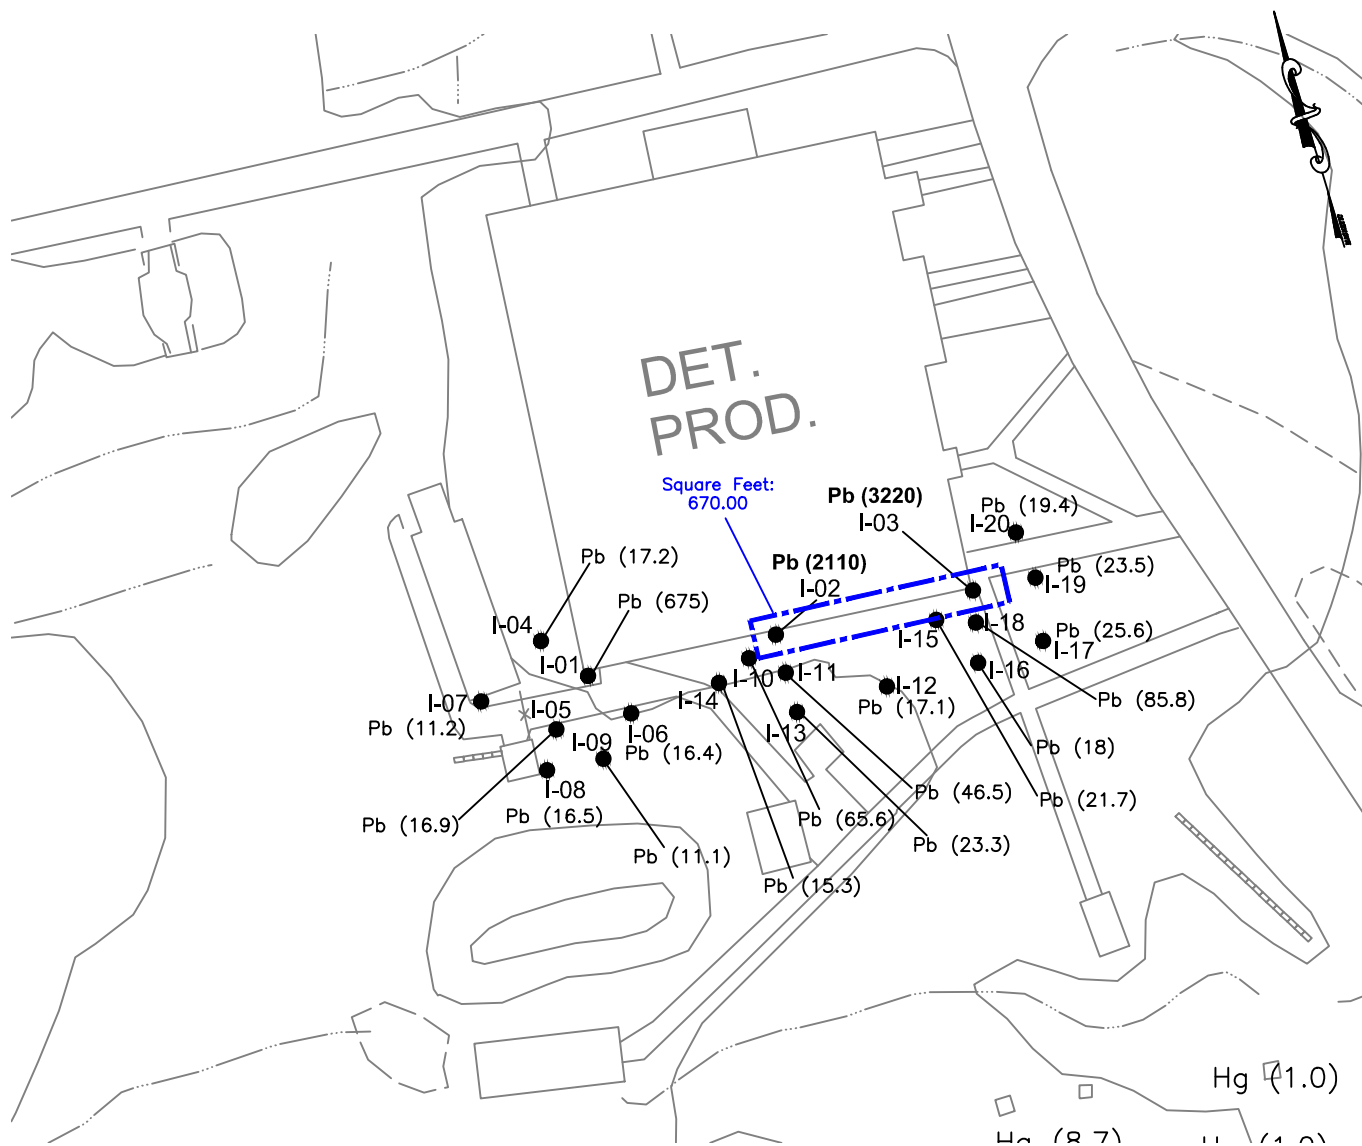 DET.
PROD.
Square Feet:
670.00
Pb (3220)
I-03
Pb (19.4)
I-20
Pb (2110)
I-02
Pb (17.2)
I-04
Pb (675)
I-01
Pb (23.5)
I-19
I-18
Pb (25.6)
I-17
I-15
I-16
I-10
I-11
I-12
Pb (17.1)
I-14
I-13
I-07
Pb (11.2)
I-05
I-06
Pb (16.4)
I-09
I-08
Pb (16.5)
Pb (16.9)
Pb (11.1)
Pb (85.8)
Pb (18)
Pb (21.7)
Pb (46.5)
Pb (65.6)
Pb (23.3)
Pb (15.3)
Hg (1.0)
Hg (8.7)